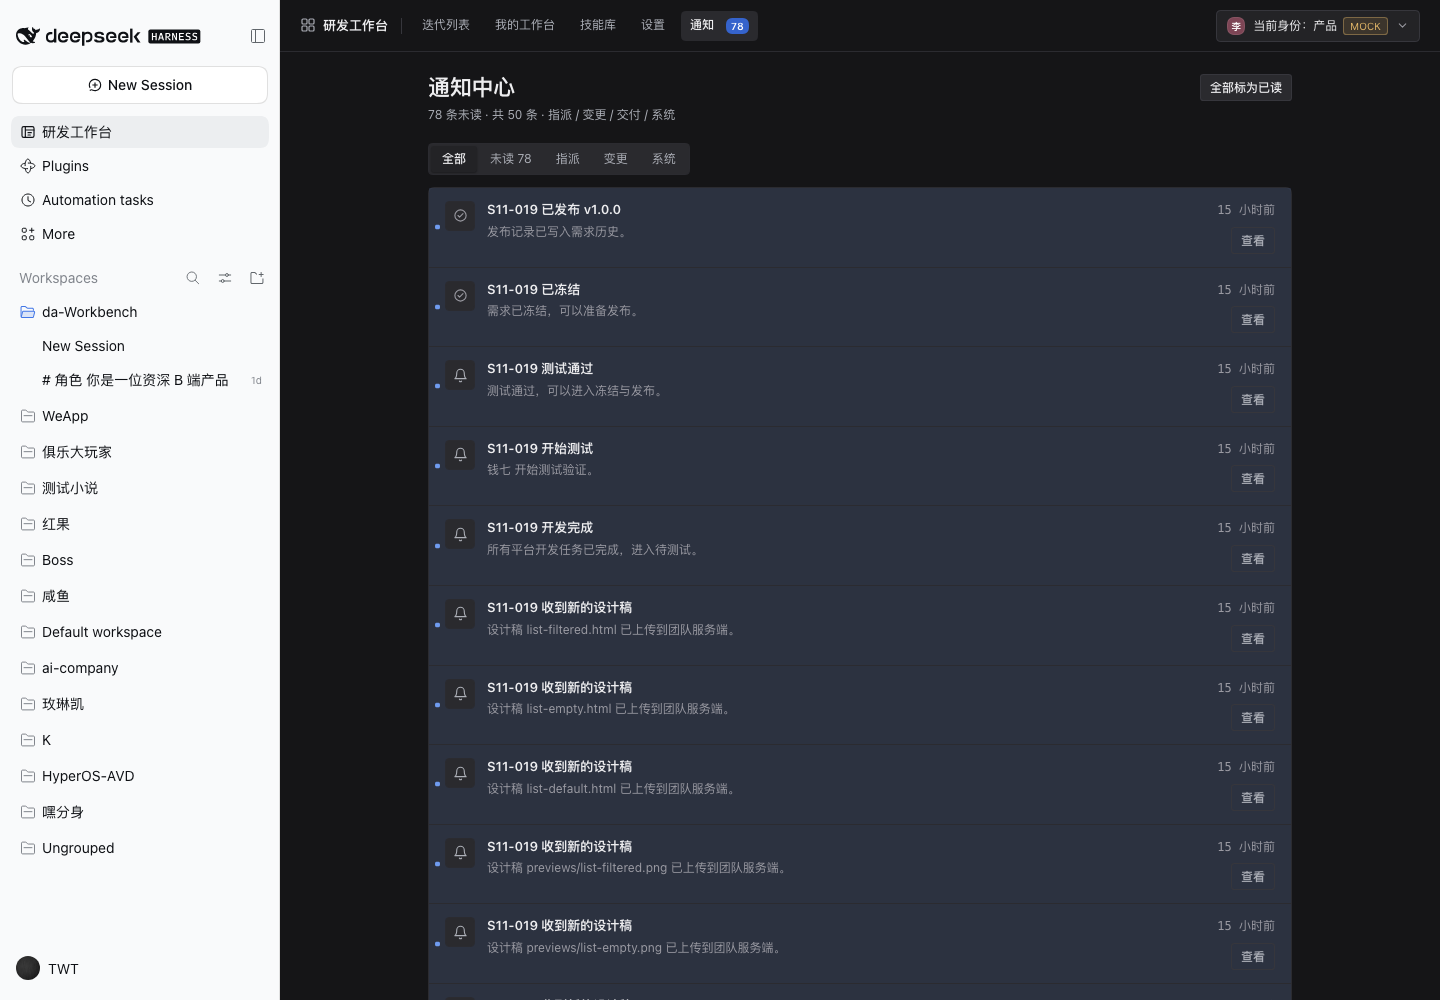 deepseek HARNESS
New Session
研发工作台
Plugins
Automation tasks
More
Workspaces
da-Workbench
New Session
# 角色 你是一位资深 B 端产品 1d
WeApp
俱乐大玩家
测试小说
红果
Boss
咸鱼
Default workspace
ai-company
玫琳凯
K
HyperOS-AVD
嘿分身
Ungrouped
TWT
研发工作台 迭代列表 我的工作台 技能库 设置 通知 78
李 当前身份：产品 MOCK
通知中心
全部标为已读
78 条未读 · 共 50 条 · 指派 / 变更 / 交付 / 系统
全部 未读 78 指派 变更 系统
S11-019 已发布 v1.0.0 15 小时前
发布记录已写入需求历史。 查看
S11-019 已冻结 15 小时前
需求已冻结，可以准备发布。 查看
S11-019 测试通过 15 小时前
测试通过，可以进入冻结与发布。 查看
S11-019 开始测试 15 小时前
钱七 开始测试验证。 查看
S11-019 开发完成 15 小时前
所有平台开发任务已完成，进入待测试。 查看
S11-019 收到新的设计稿 15 小时前
设计稿 list-filtered.html 已上传到团队服务端。 查看
S11-019 收到新的设计稿 15 小时前
设计稿 list-empty.html 已上传到团队服务端。 查看
S11-019 收到新的设计稿 15 小时前
设计稿 list-default.html 已上传到团队服务端。 查看
S11-019 收到新的设计稿 15 小时前
设计稿 previews/list-filtered.png 已上传到团队服务端。 查看
S11-019 收到新的设计稿 15 小时前
设计稿 previews/list-empty.png 已上传到团队服务端。 查看